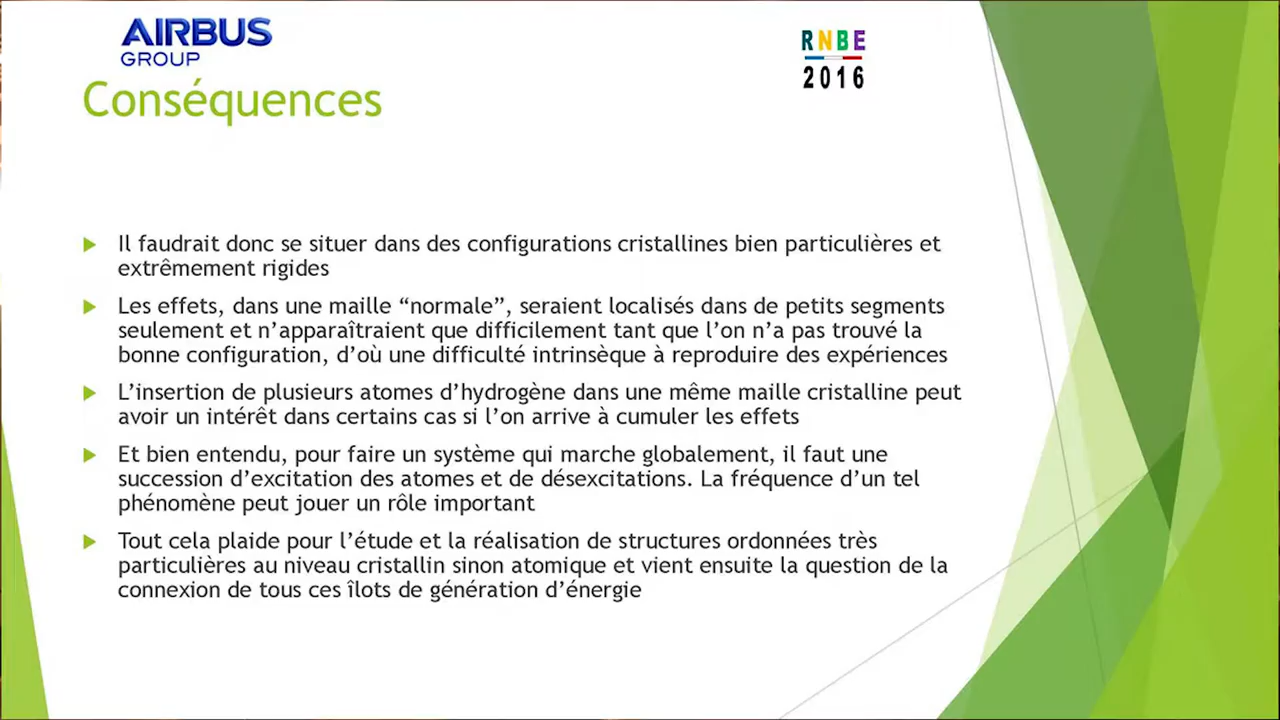 AIRBUS
GROUP
RNBE
2016
Conséquences
Il faudrait donc se situer dans des configurations cristallines bien particulières et
extrêmement rigides
Les effets, dans une maille “normale”, seraient localisés dans de petits segments
seulement et n’apparaîtraient que difficilement tant que l’on n’a pas trouvé la
bonne configuration, d’où une difficulté intrinsèque à reproduire des expériences
L’insertion de plusieurs atomes d’hydrogène dans une même maille cristalline peut
avoir un intérêt dans certains cas si l’on arrive à cumuler les effets
Et bien entendu, pour faire un système qui marche globalement, il faut une
succession d’excitation des atomes et de désexcitations. La fréquence d’un tel
phénomène peut jouer un rôle important
Tout cela plaide pour l’étude et la réalisation de structures ordonnées très
particulières au niveau cristallin sinon atomique et vient ensuite la question de la
connexion de tous ces îlots de génération d’énergie